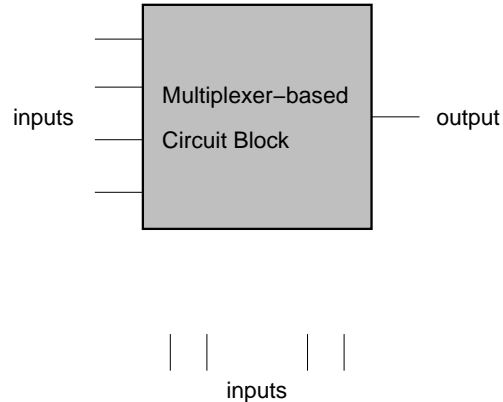 Multiplexer−based
inputs
output
Circuit Block
inputs